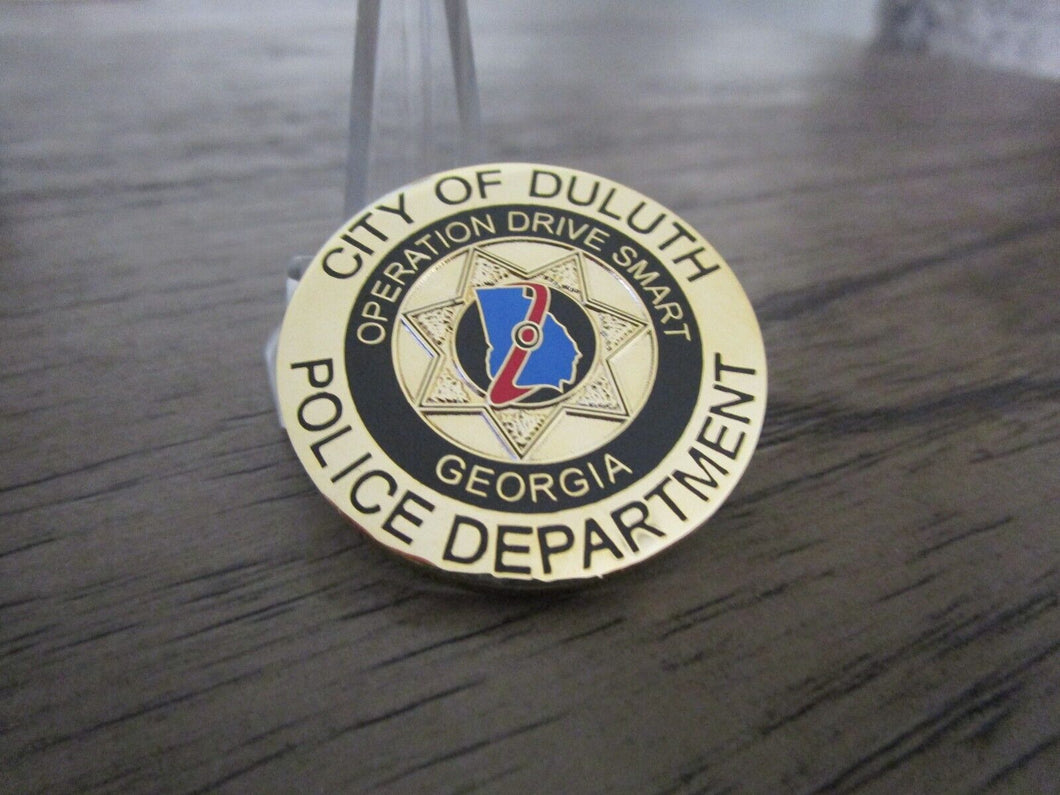 CITY OF DULUTH
OPERATION DRIVE SMART
GEORGIA
POLICE DEPARTMENT